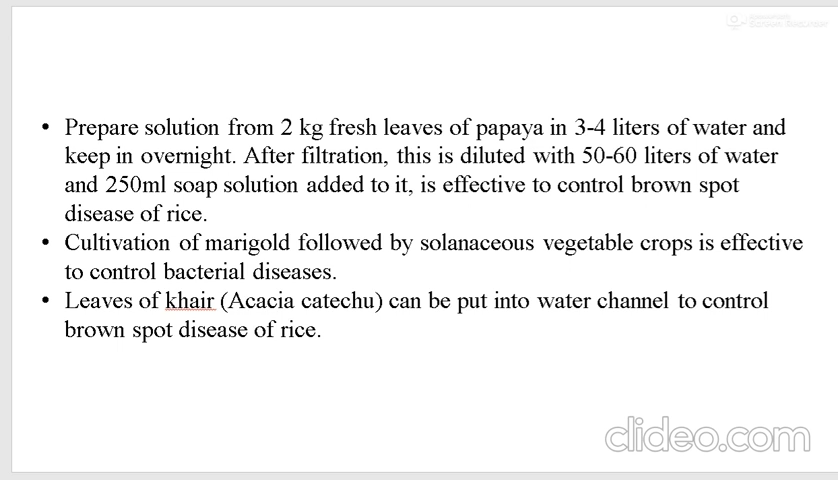 • Prepare solution from 2 kg fresh leaves of papaya in 3-4 liters of water and
keep in overnight. After filtration, this is diluted with 50-60 liters of water
and 250ml soap solution added to it, is effective to control brown spot
disease of rice.
• Cultivation of marigold followed by solanaceous vegetable crops is effective
to control bacterial diseases.
• Leaves of khair (Acacia catechu) can be put into water channel to control
brown spot disease of rice.
clideo.com